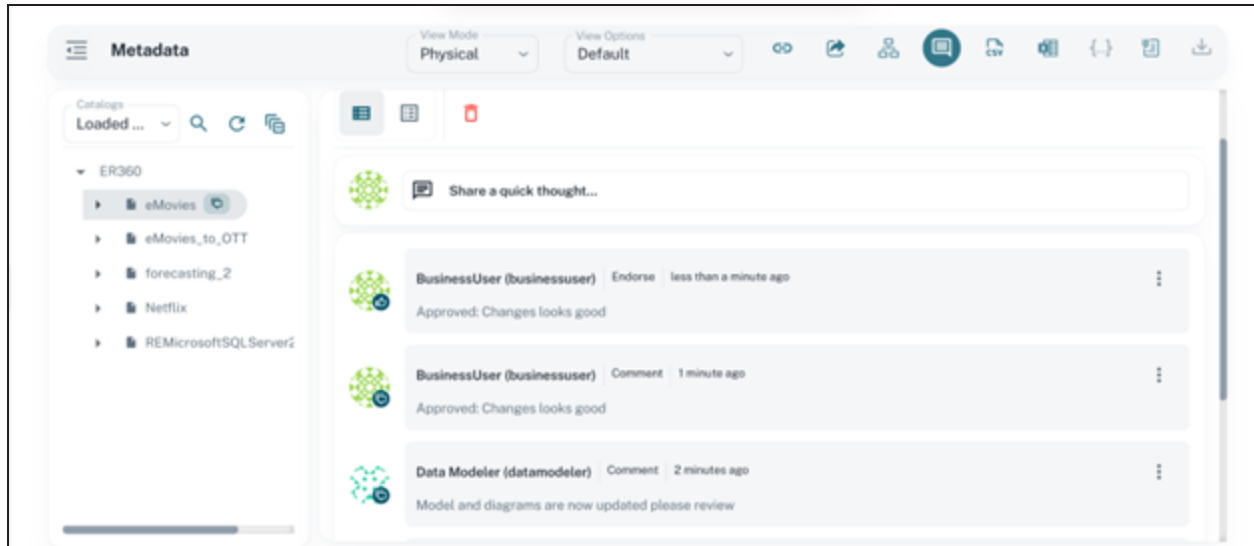 Metadata
View Mode
Physical
View Options
Default
CSV
{..}
Catalogs
Loaded ...
ER360
eMovies
eMovies_to_OTT
forecasting_2
Netflix
REMicrosoftSQLServer2
Share a quick thought...
BusinessUser (businessuser) Endorse less than a minute ago
Approved: Changes looks good
BusinessUser (businessuser) Comment 1 minute ago
Approved: Changes looks good
Data Modeler (datamodeler) Comment 2 minutes ago
Model and diagrams are now updated please review